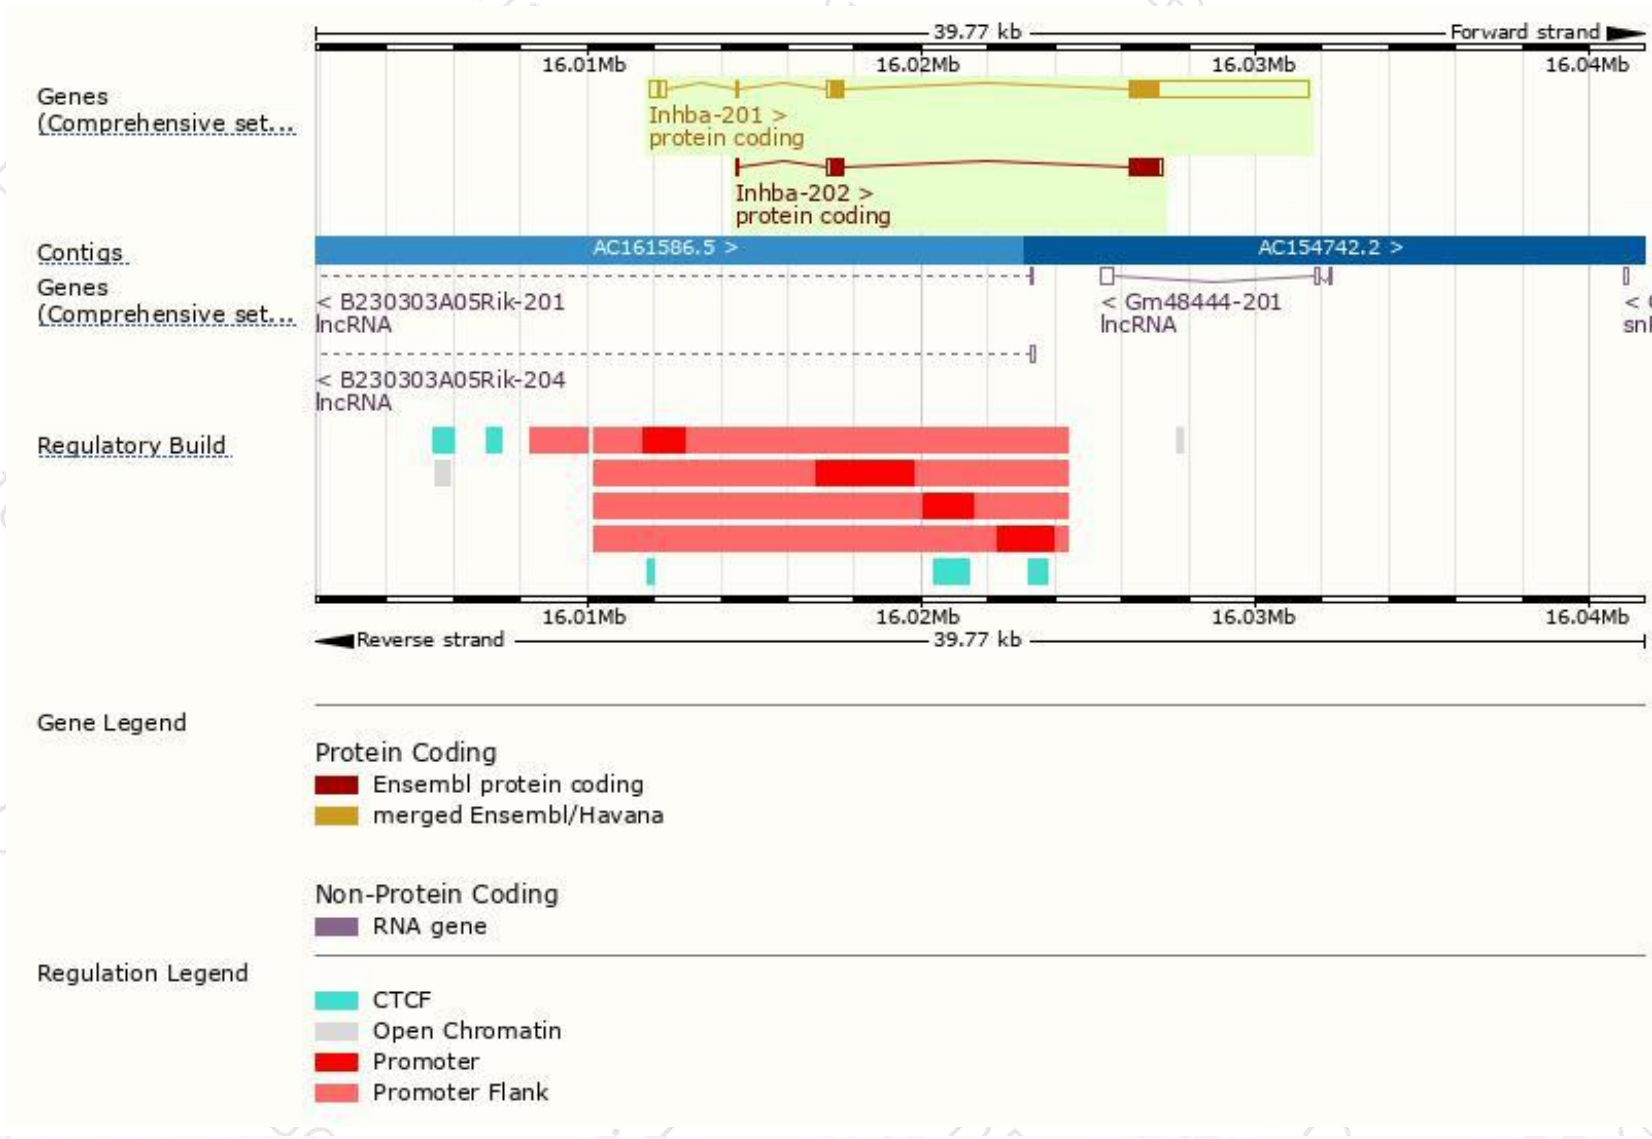 39.77 kb
Forward strand
16.01Mb 16.02Mb 16.03Mb 16.04Mb
Genes
(Comprehensive set...
Inhba-201 >
protein coding
Inhba-202 >
protein coding
Contigs
AC161586.5 > AC154742.2 >
Genes
(Comprehensive set...
< B230303A05Rik-201
lncRNA
< Gm48444-201
lncRNA
<
< B230303A05Rik-204
lncRNA
Regulatory Build
16.01Mb 16.02Mb 16.03Mb 16.04Mb
Reverse strand
39.77 kb
Gene Legend
Protein Coding
Ensembl protein coding
merged Ensembl/Havana
Non-Protein Coding
RNA gene
Regulation Legend
CTCF
Open Chromatin
Promoter
Promoter Flank